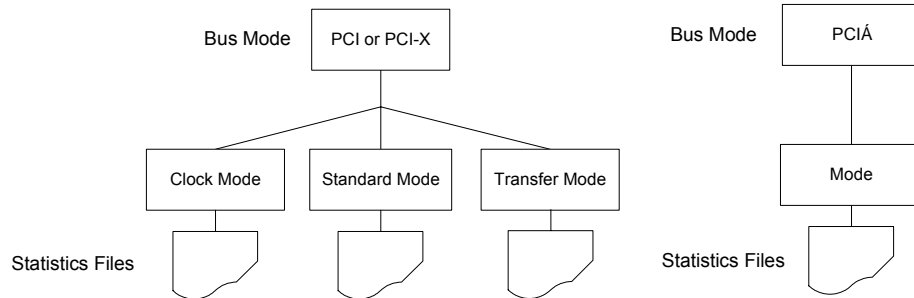 Bus Mode
PCI or PCI-X
Clock Mode
Standard Mode
Transfer Mode
Statistics Files
Bus Mode
PCIÁ
Mode
Statistics Files